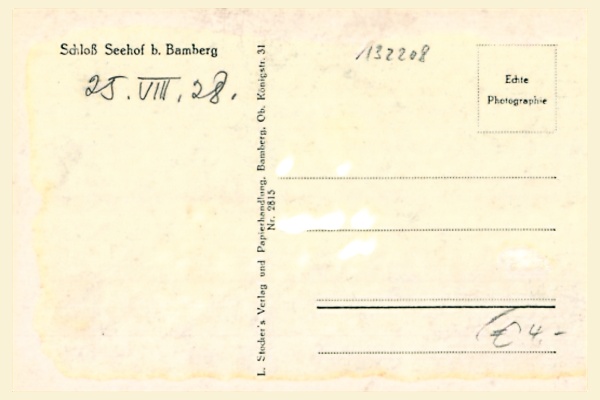 Schloß Seehof b. Bamberg
25. VIII. 28.
L. Stocker's Verlag und Papierhandlung, Bamberg, Ob. Königstr. 31
Nr. 2815
132208
Echte
Photographie
€ 4.-